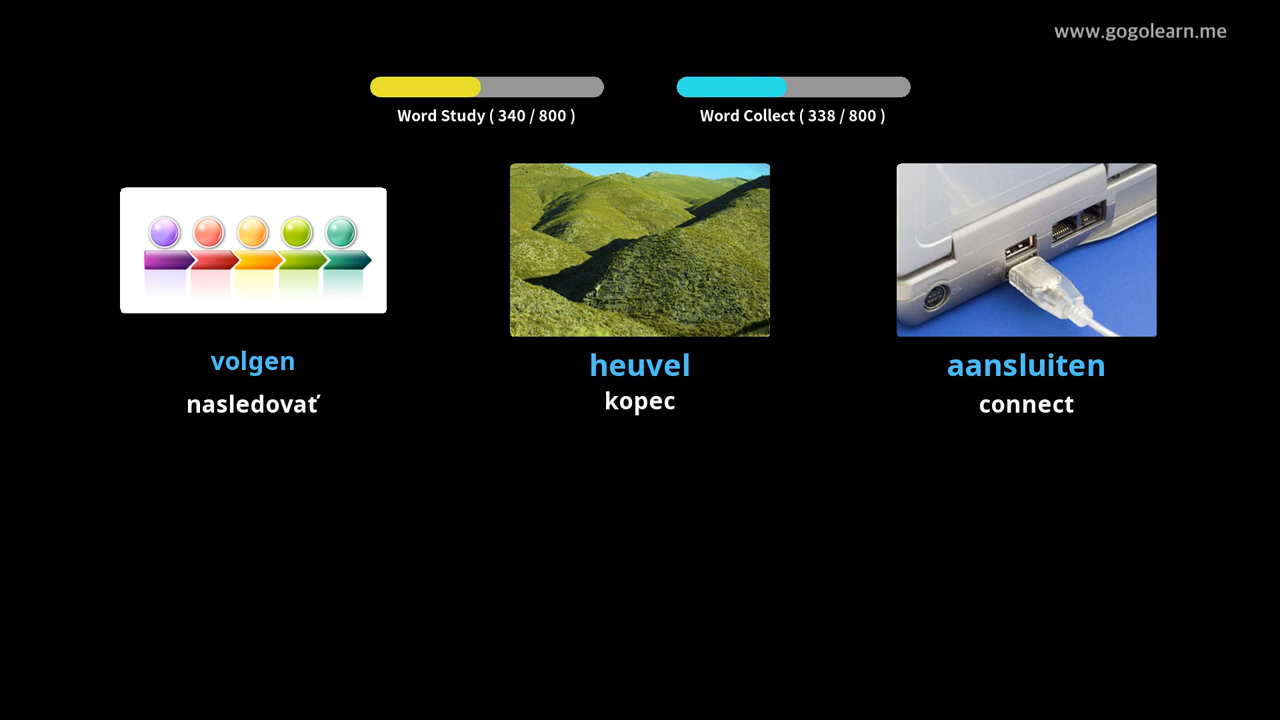 www.gogolearn.me
Word Study ( 340 / 800 )
Word Collect ( 338 / 800 )
volgen
nasledovať
heuvel
kopec
aansluiten
connect